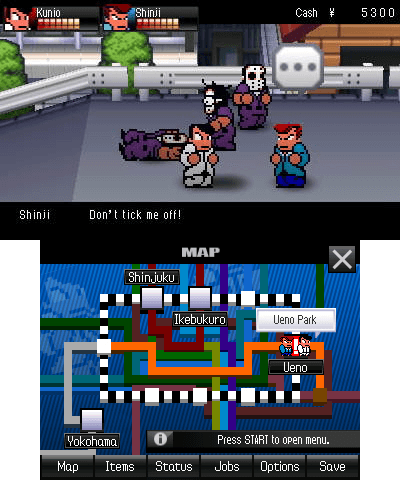 Kunio
Shinji
Cash ¥ 5300
Shinji Don't tick me off!
MAP
Shinjuku
Ikebukuro
Ueno Park
Ueno
Yokohama
Press START to open menu.
Map Items Status Jobs Options Save